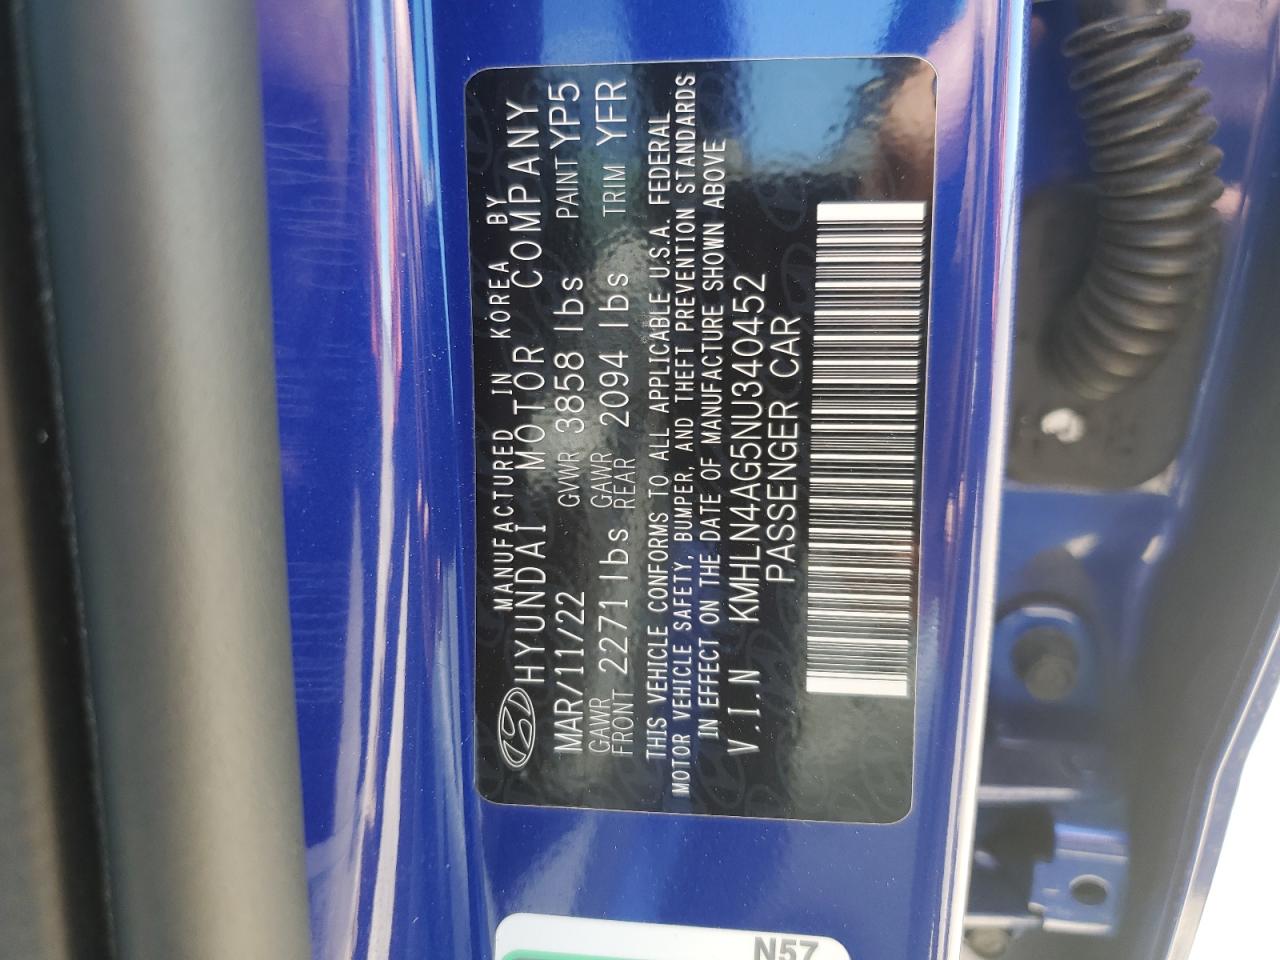 MANUFACTURED IN KOREA BY
HYUNDAI MOTOR COMPANY
MAR/11/22 GVWR 3858 lbs PAINT YP5
GAWR FRONT 2271 lbs GAWR REAR 2094 lbs TRIM YFR
THIS VEHICLE CONFORMS TO ALL APPLICABLE U.S.A. FEDERAL
MOTOR VEHICLE SAFETY, BUMPER, AND THEFT PREVENTION STANDARDS
IN EFFECT ON THE DATE OF MANUFACTURE SHOWN ABOVE
V.I.N KMHLN4AG5NU340452
PASSENGER CAR
N57